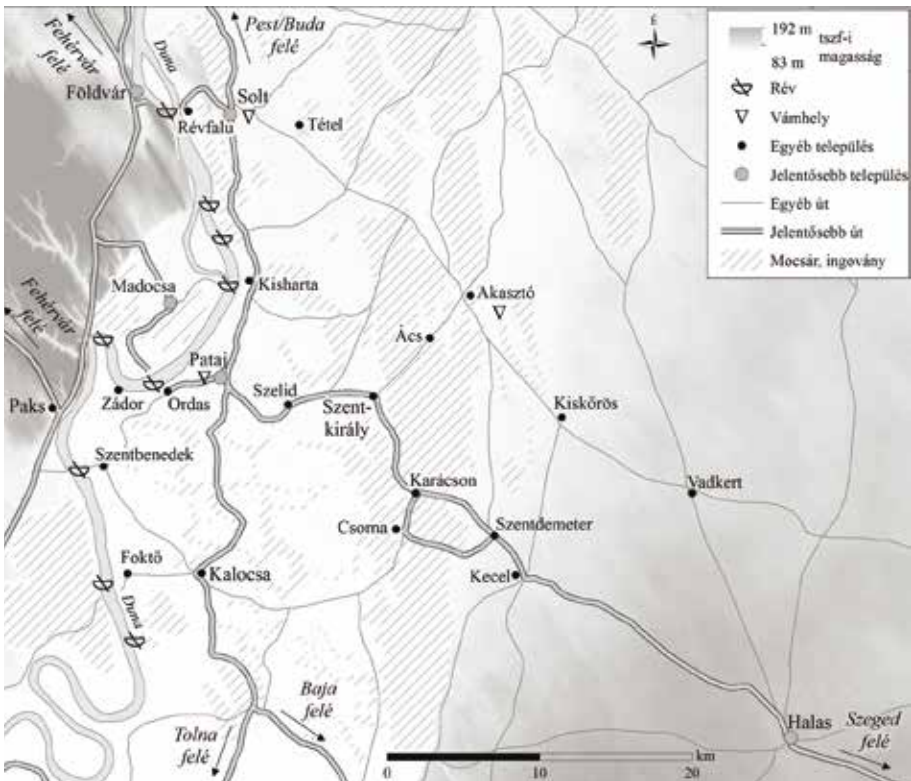 Fehérvár
felé
Duna
Pest/Buda
felé
É
192 m
83 m
tszf-i
magasság
Rév
Vámhely
Egyéb település
Jelentősebb település
Egyéb út
Jelentősebb út
Mocsár, ingovány
Földvár
Solt
Révfalu
Tétel
Madocsa
Kisharta
Akasztó
Fehérvár
felé
Ács
Pataj
Paks
Zádor
Ordas
Szelid
Szent-
király
Kiskőrös
Szentbenedek
Karácson
Vadkert
Csorna
Szentdemeter
Foktő
Kalocsa
Kecel
Duna
Baja
felé
Tolna
felé
Halas
Szeged
felé
km
0
10
20